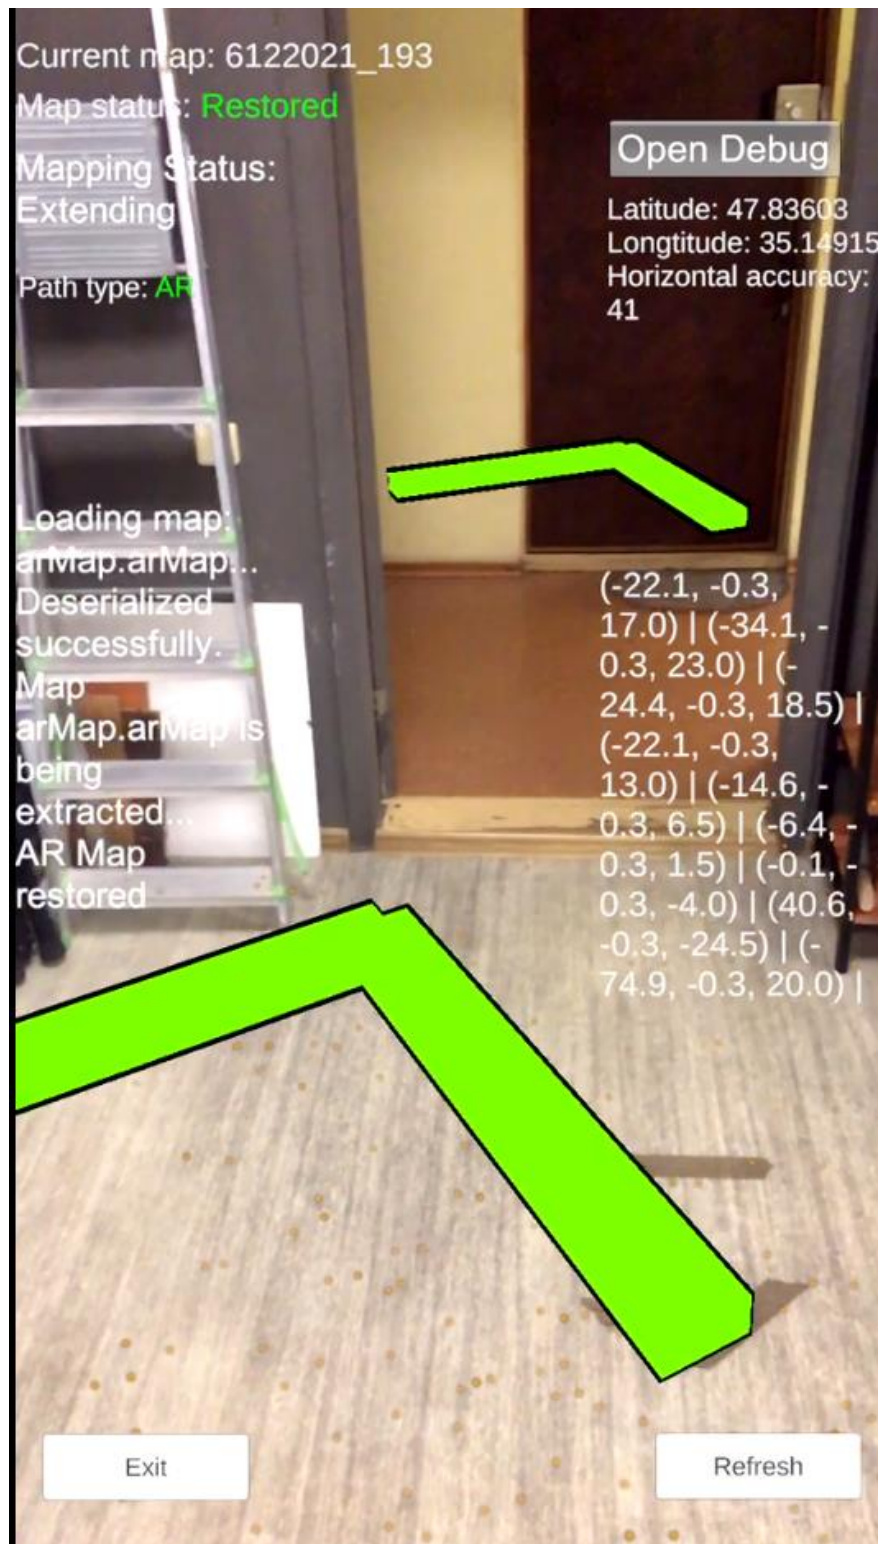 Current map: 6122021_193
Map status: Restored
Mapping Status:
Extending
Path type: AR
Open Debug
Latitude: 47.83603
Longtitude: 35.14915
Horizontal accuracy:
41
Loading map:
arMap.arMap...
Deserialized
successfully.
Map
arMap.arMap is
being
extracted...
AR Map
restored
(-22.1, -0.3,
17.0) | (-34.1, -
0.3, 23.0) | (-
24.4, -0.3, 18.5) |
(-22.1, -0.3,
13.0) | (-14.6, -
0.3, 6.5) | (-6.4, -
0.3, 1.5) | (-0.1, -
0.3, -4.0) | (40.6,
-0.3, -24.5) | (-
74.9, -0.3, 20.0) |
Exit
Refresh